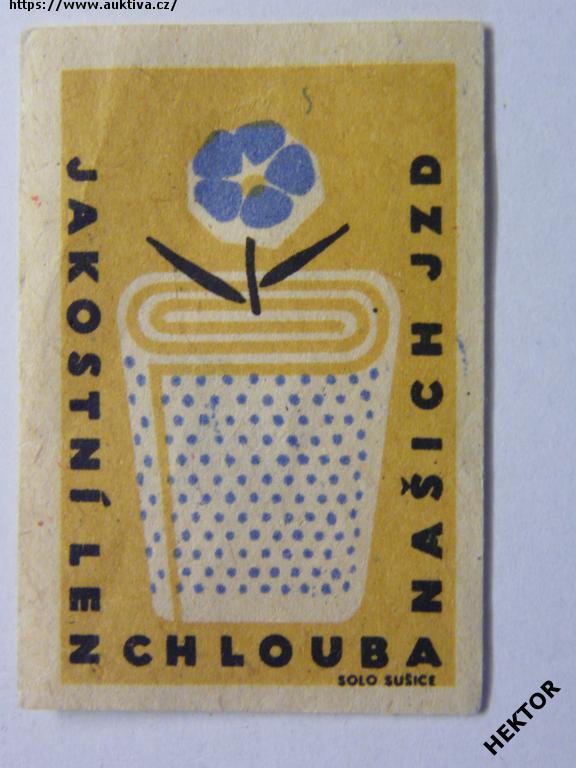 https://www.auktiva.cz/
JAKOSTNÍ LEN
CHLOUBA
NAŠICH JZD
SOLO SUŠICE
HEKTOR